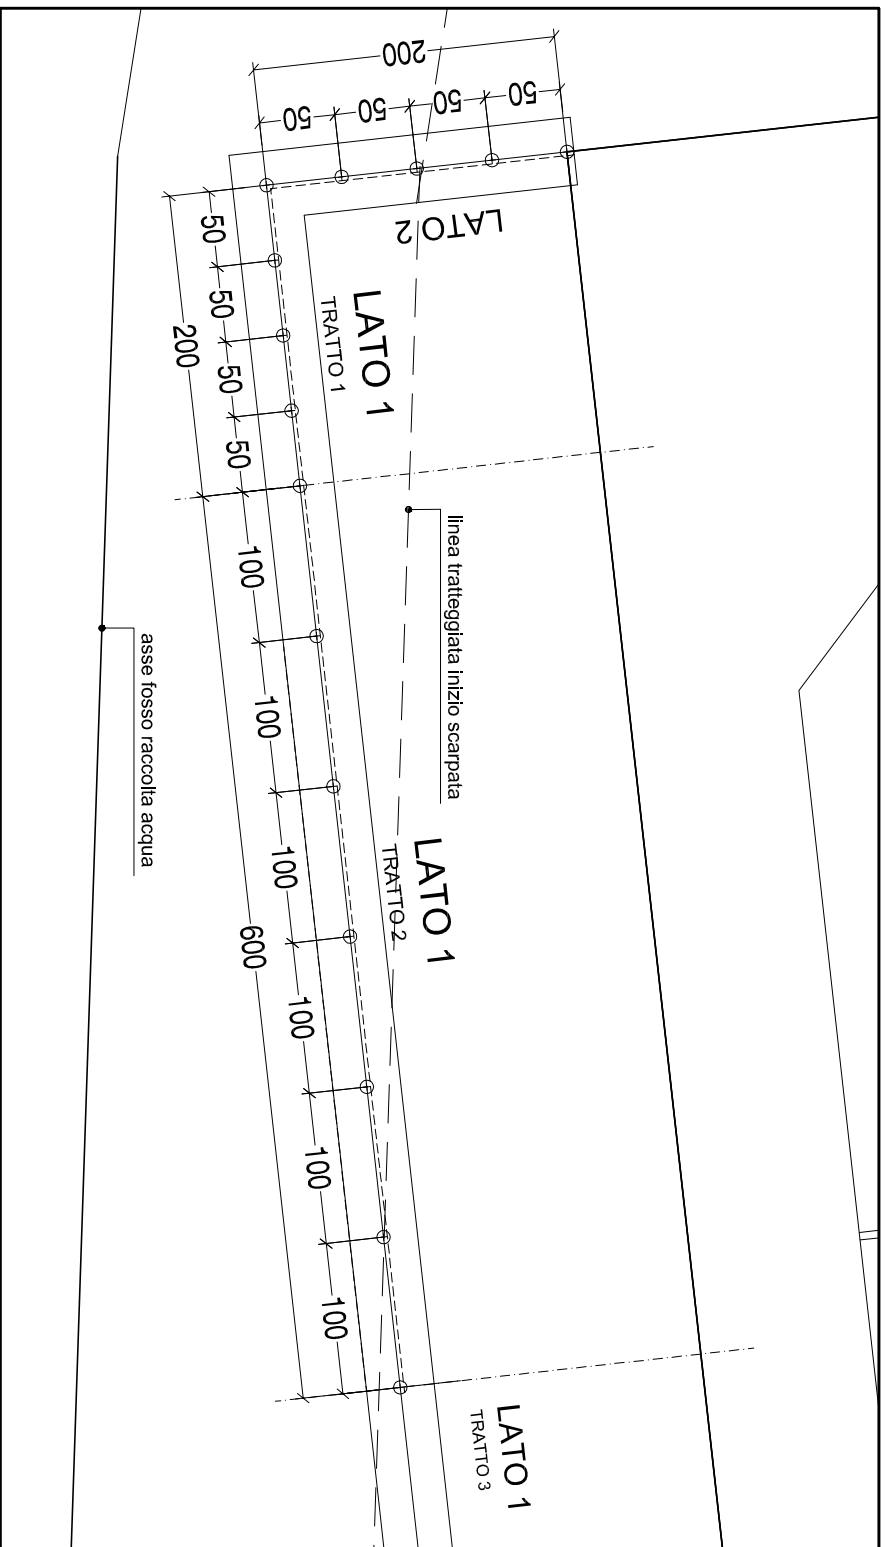 200
50
50
50
50
LATO 2
LATO 1
TRATTO 1
50
50
50
50
200
linea tratteggiata inizio scarpata
asse fosso raccolta acqua
LATO 1
TRATTO 2
100
100
100
100
100
100
600
LATO 1
TRATTO 3